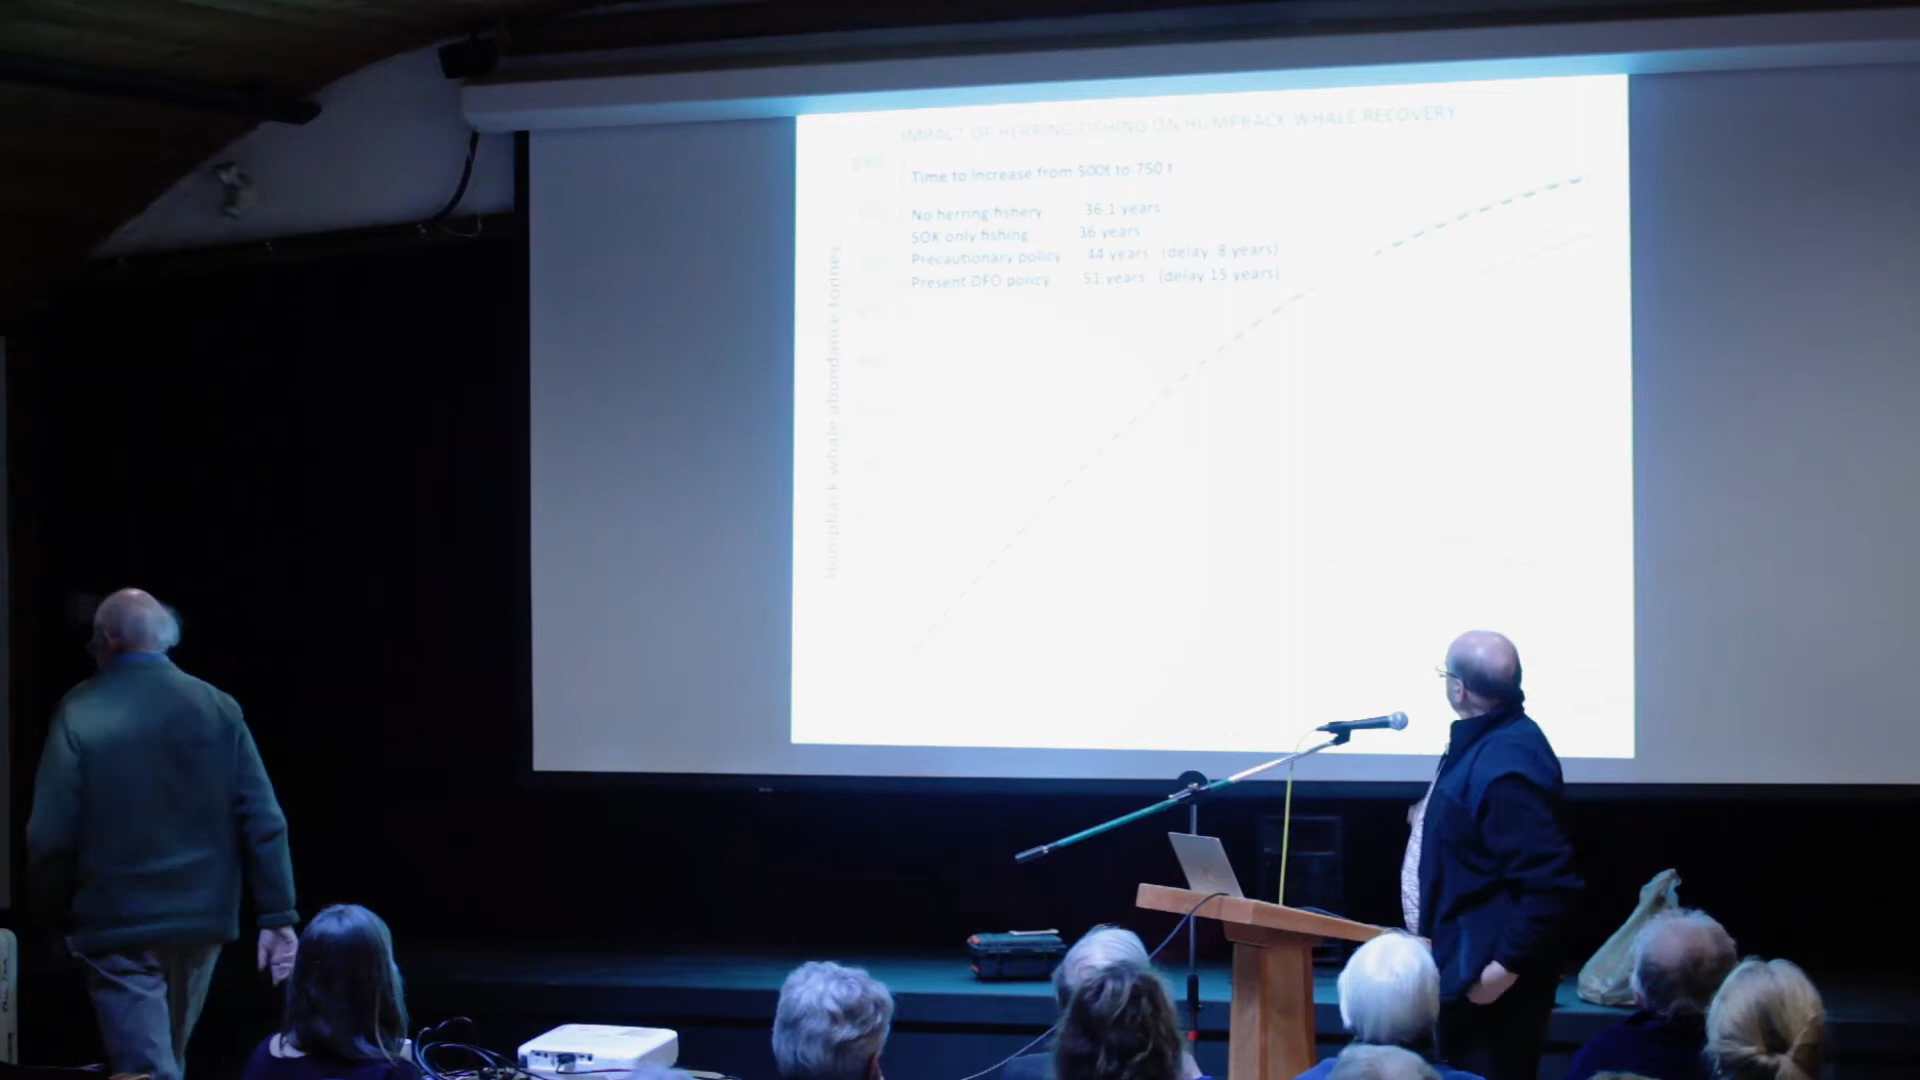 IMPACT OF HERRING FISHING ON HUMPBACK WHALE RECOVERY
Time to increase from 500t to 750 t
No herring fishery 36.1 years
SOK only fishing 36 years
Precautionary policy 44 years (delay 8 years)
Present DFO policy 51 years (delay 15 years)
Humpback whale abundance tonnes